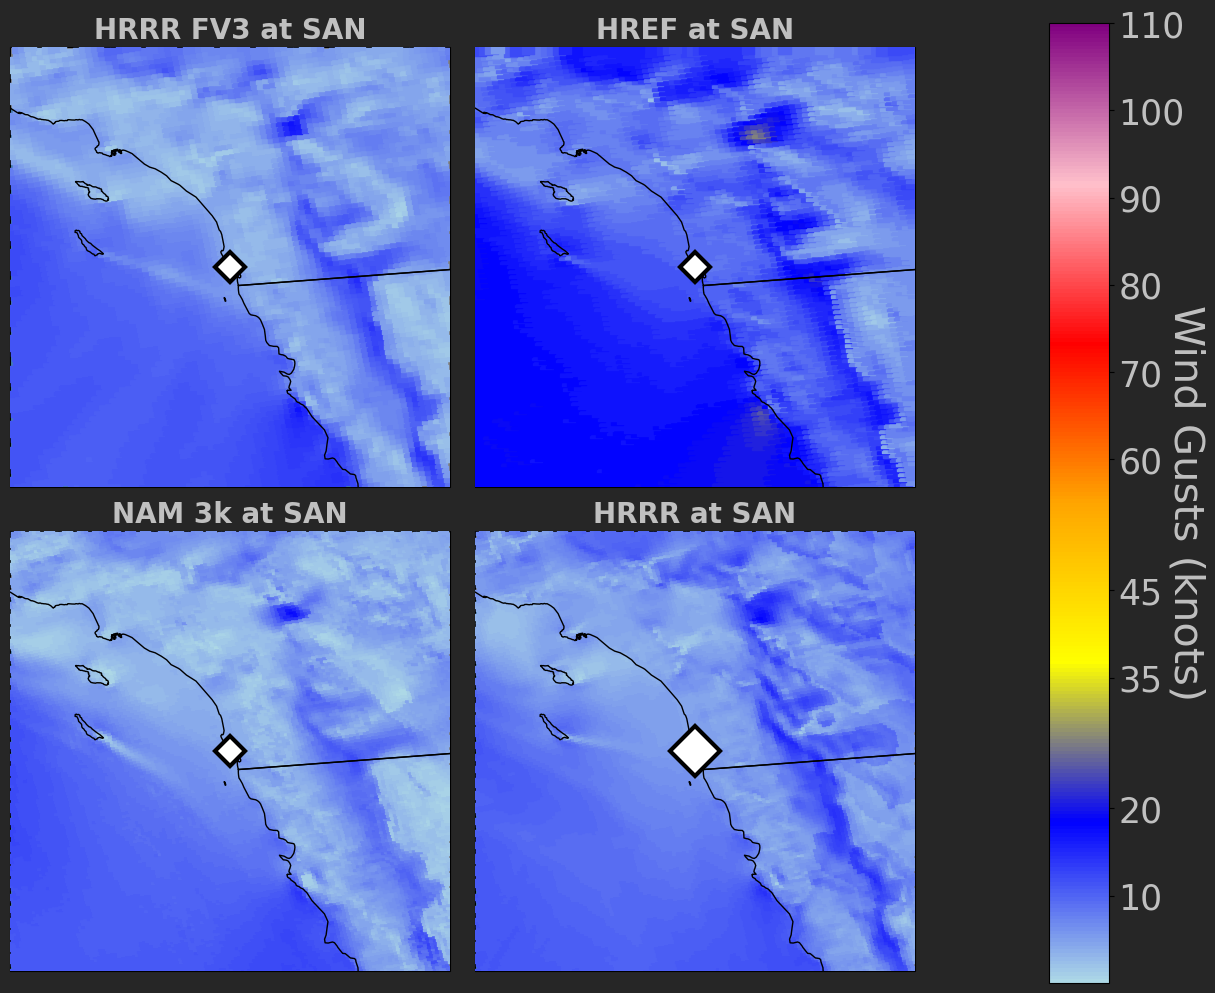 HRRR FV3 at SAN
HREF at SAN
NAM 3k at SAN
HRRR at SAN
110
100
90
80
70
60
45
35
20
10
Wind Gusts (knots)